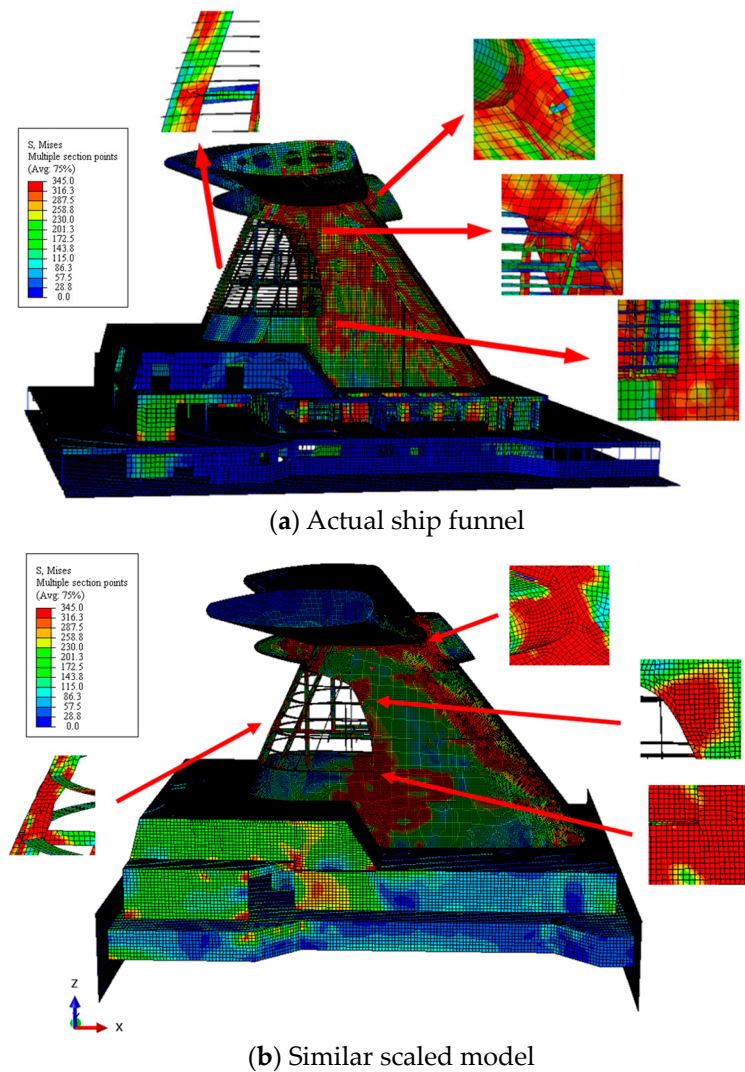 S, Mises
Multiple section points
(Avg: 75%)
345.0
316.3
287.5
258.8
230.0
201.3
172.5
143.8
115.0
86.3
57.5
28.8
0.0
(a) Actual ship funnel
S, Mises
Multiple section points
(Avg: 75%)
345.0
316.3
287.5
258.8
230.0
201.3
172.5
143.8
115.0
86.3
57.5
28.8
0.0
Z
Y
X
(b) Similar scaled model